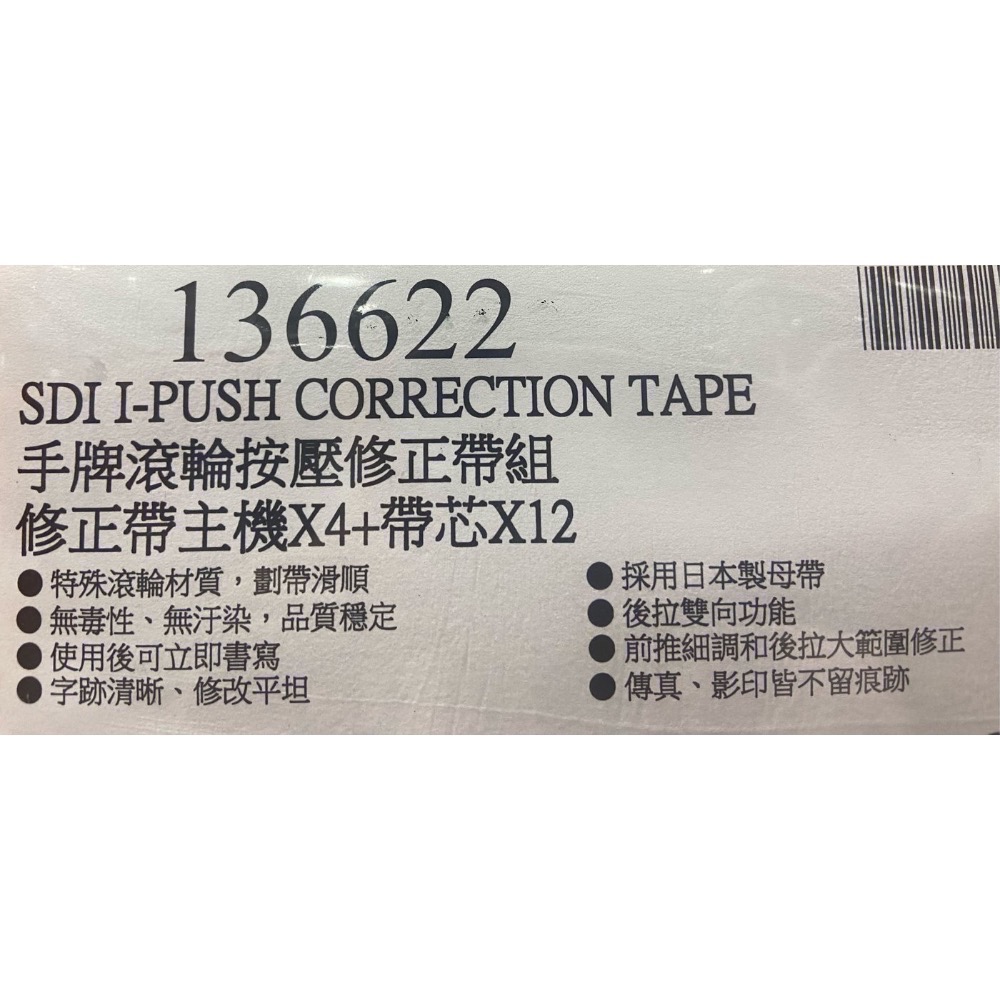 136622
SDI I-PUSH CORRECTION TAPE
手牌滾輪按壓修正帶組
修正帶主機X4+帶芯X12
●特殊滾輪材質，劃帶滑順
●無毒性、無汙染，品質穩定
●使用後可立即書寫
●字跡清晰、修改平坦
●採用日本製母帶
●後拉雙向功能
●前推細調和後拉大範圍修正
●傳真、影印皆不留痕跡